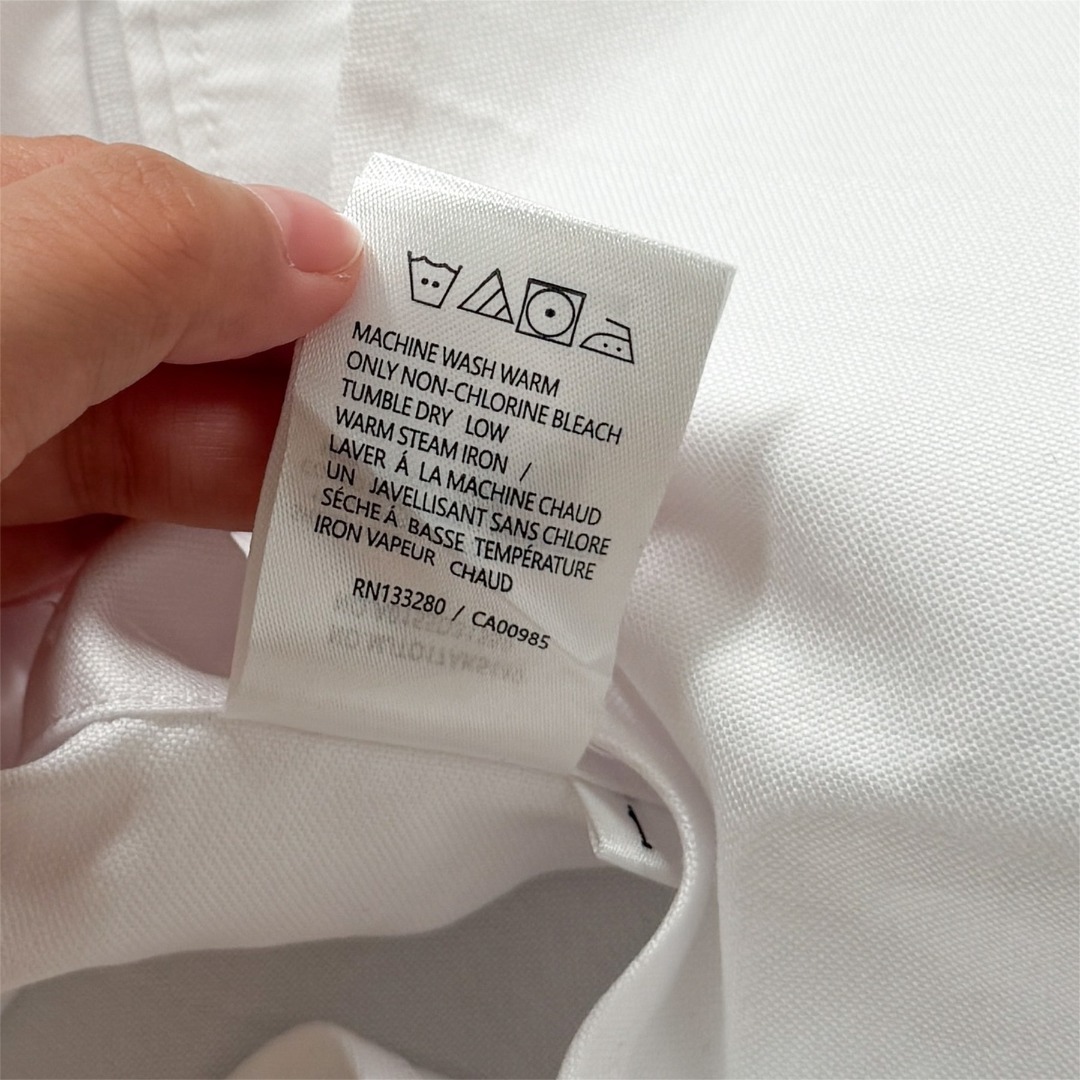 MACHINE WASH WARM
ONLY NON-CHLORINE BLEACH
TUMBLE DRY LOW
WARM STEAM IRON /
LAVER Á LA MACHINE CHAUD
UN JAVELLISANT SANS CHLORE
SÉCHE Á BASSE TEMPÉRATURE
IRON VAPEUR CHAUD
RN133280 / CA00985